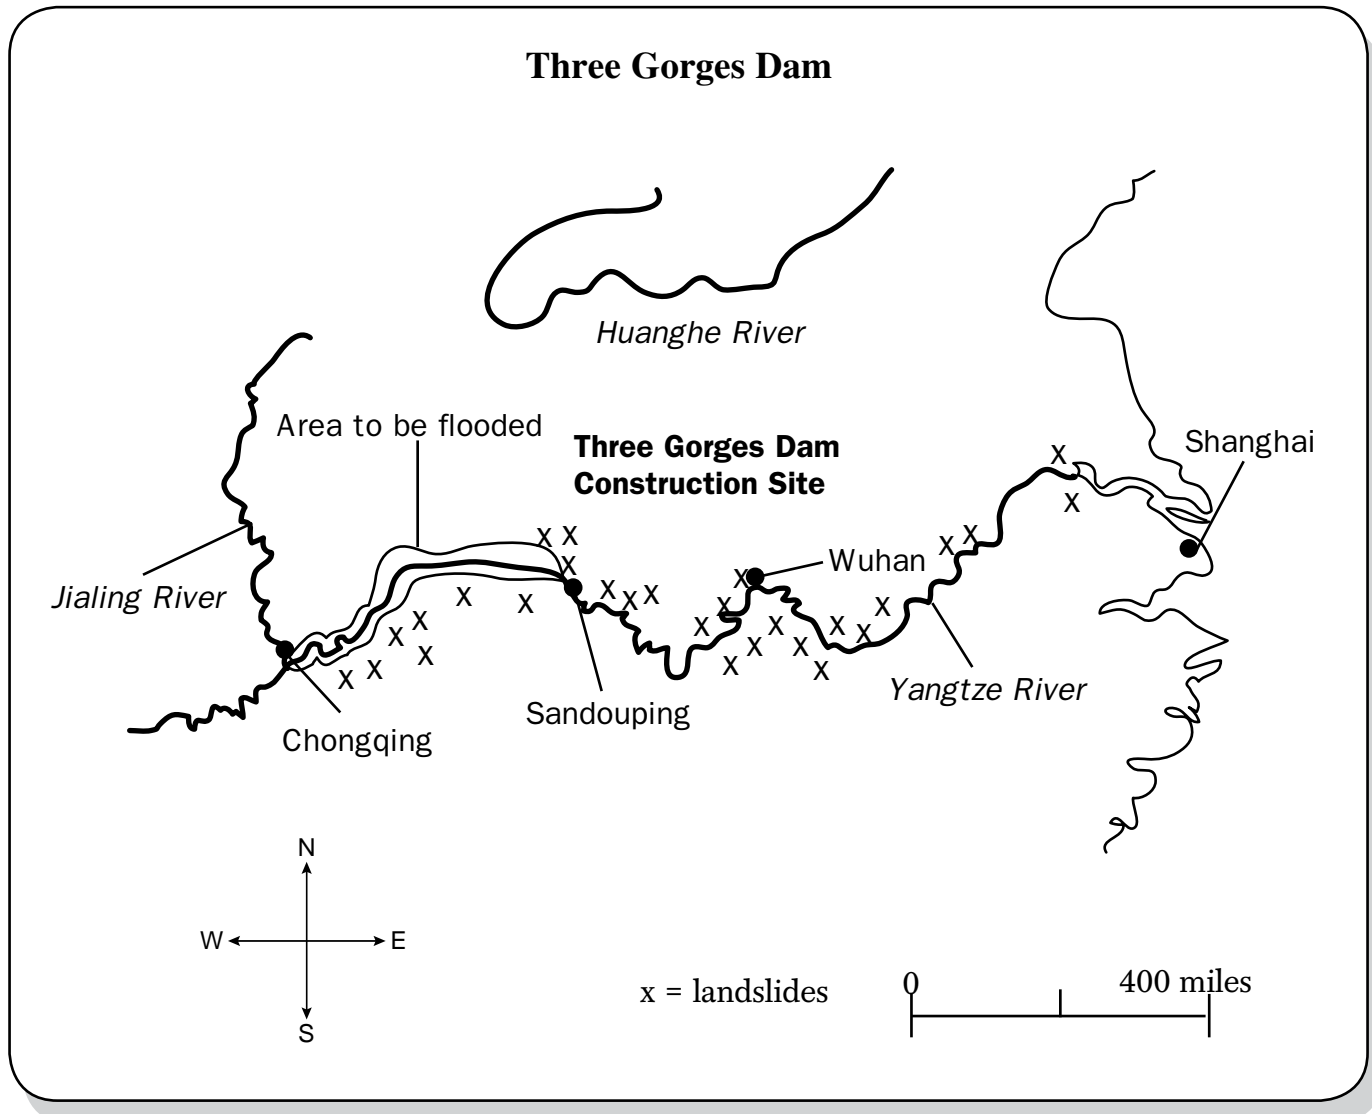 Three Gorges Dam
Huanghe River
Area to be flooded
Three Gorges Dam
Construction Site
Shanghai
X
X
X X
X X
X
Wuhan
X
Jialing River
X X X
X
X
X
X
X
X
X
X X
X X
X
X
X
X
X
X
X
X X
Yangtze River
Sandouping
Chongqing
N
W E
S
x = landslides
0 400 miles